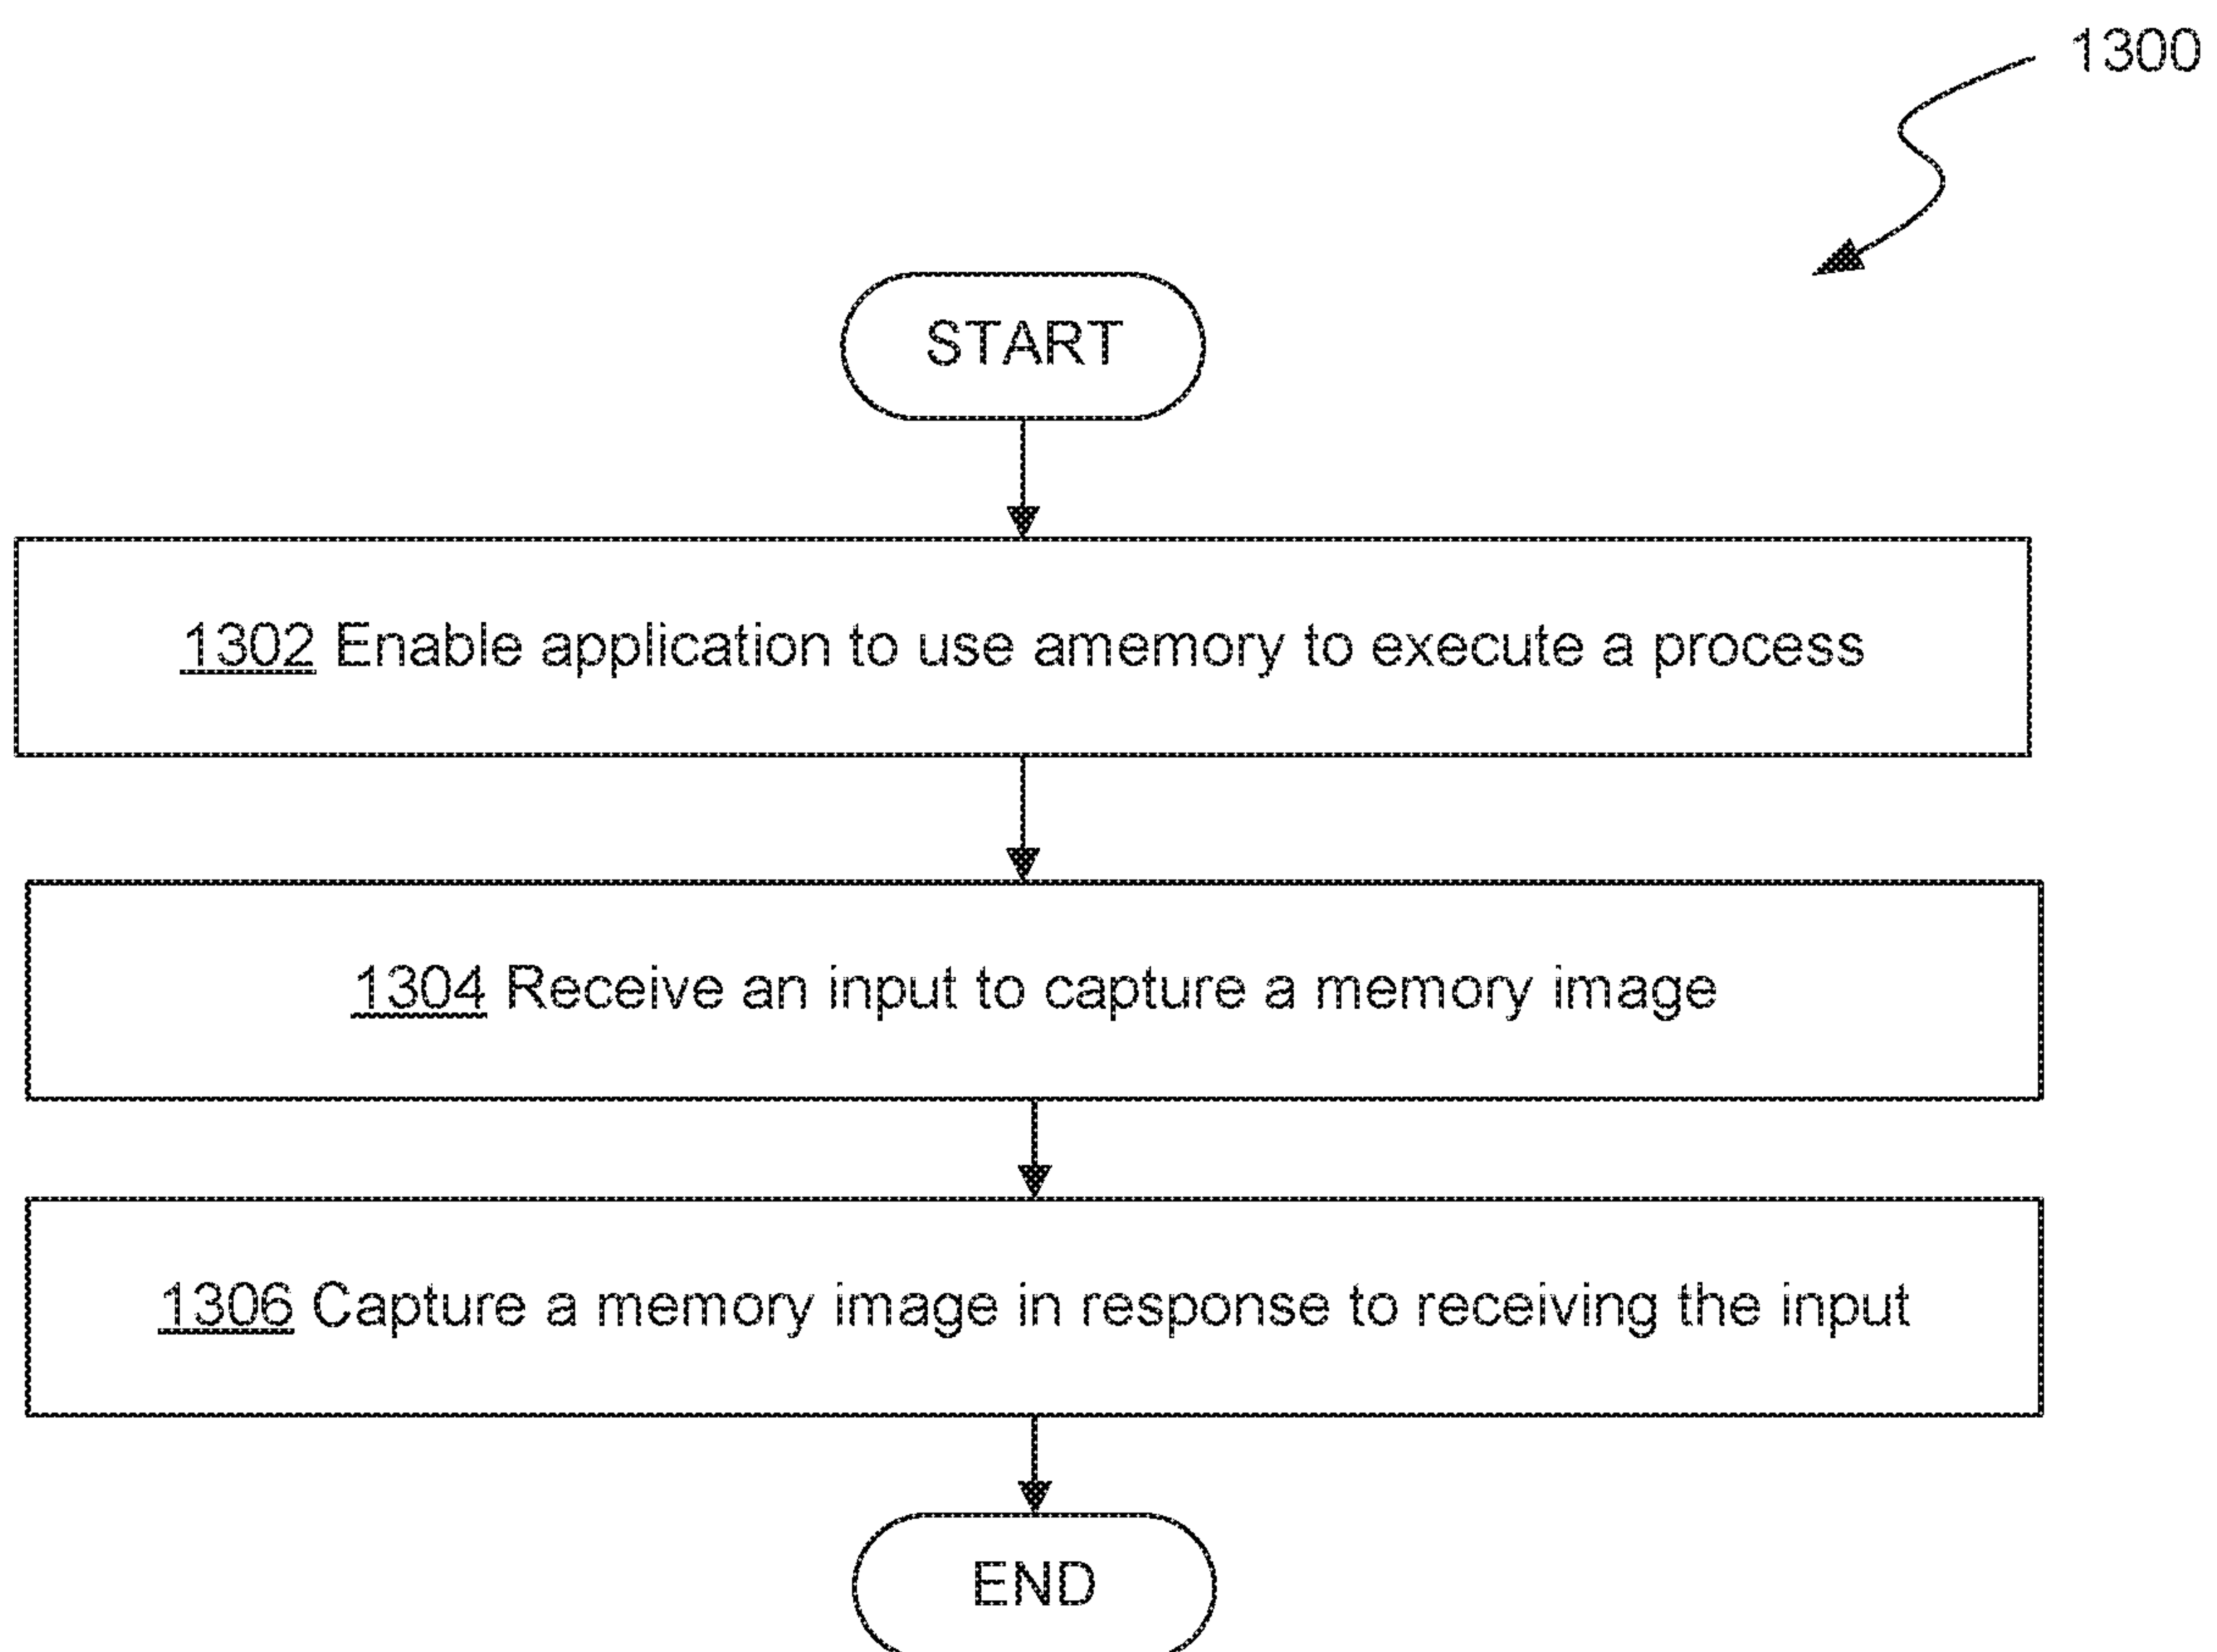 1300
START
1302 Enable application to use amemory to execute a process
1304 Receive an input to capture a memory image
1306 Capture a memory image in response to receiving the input
END